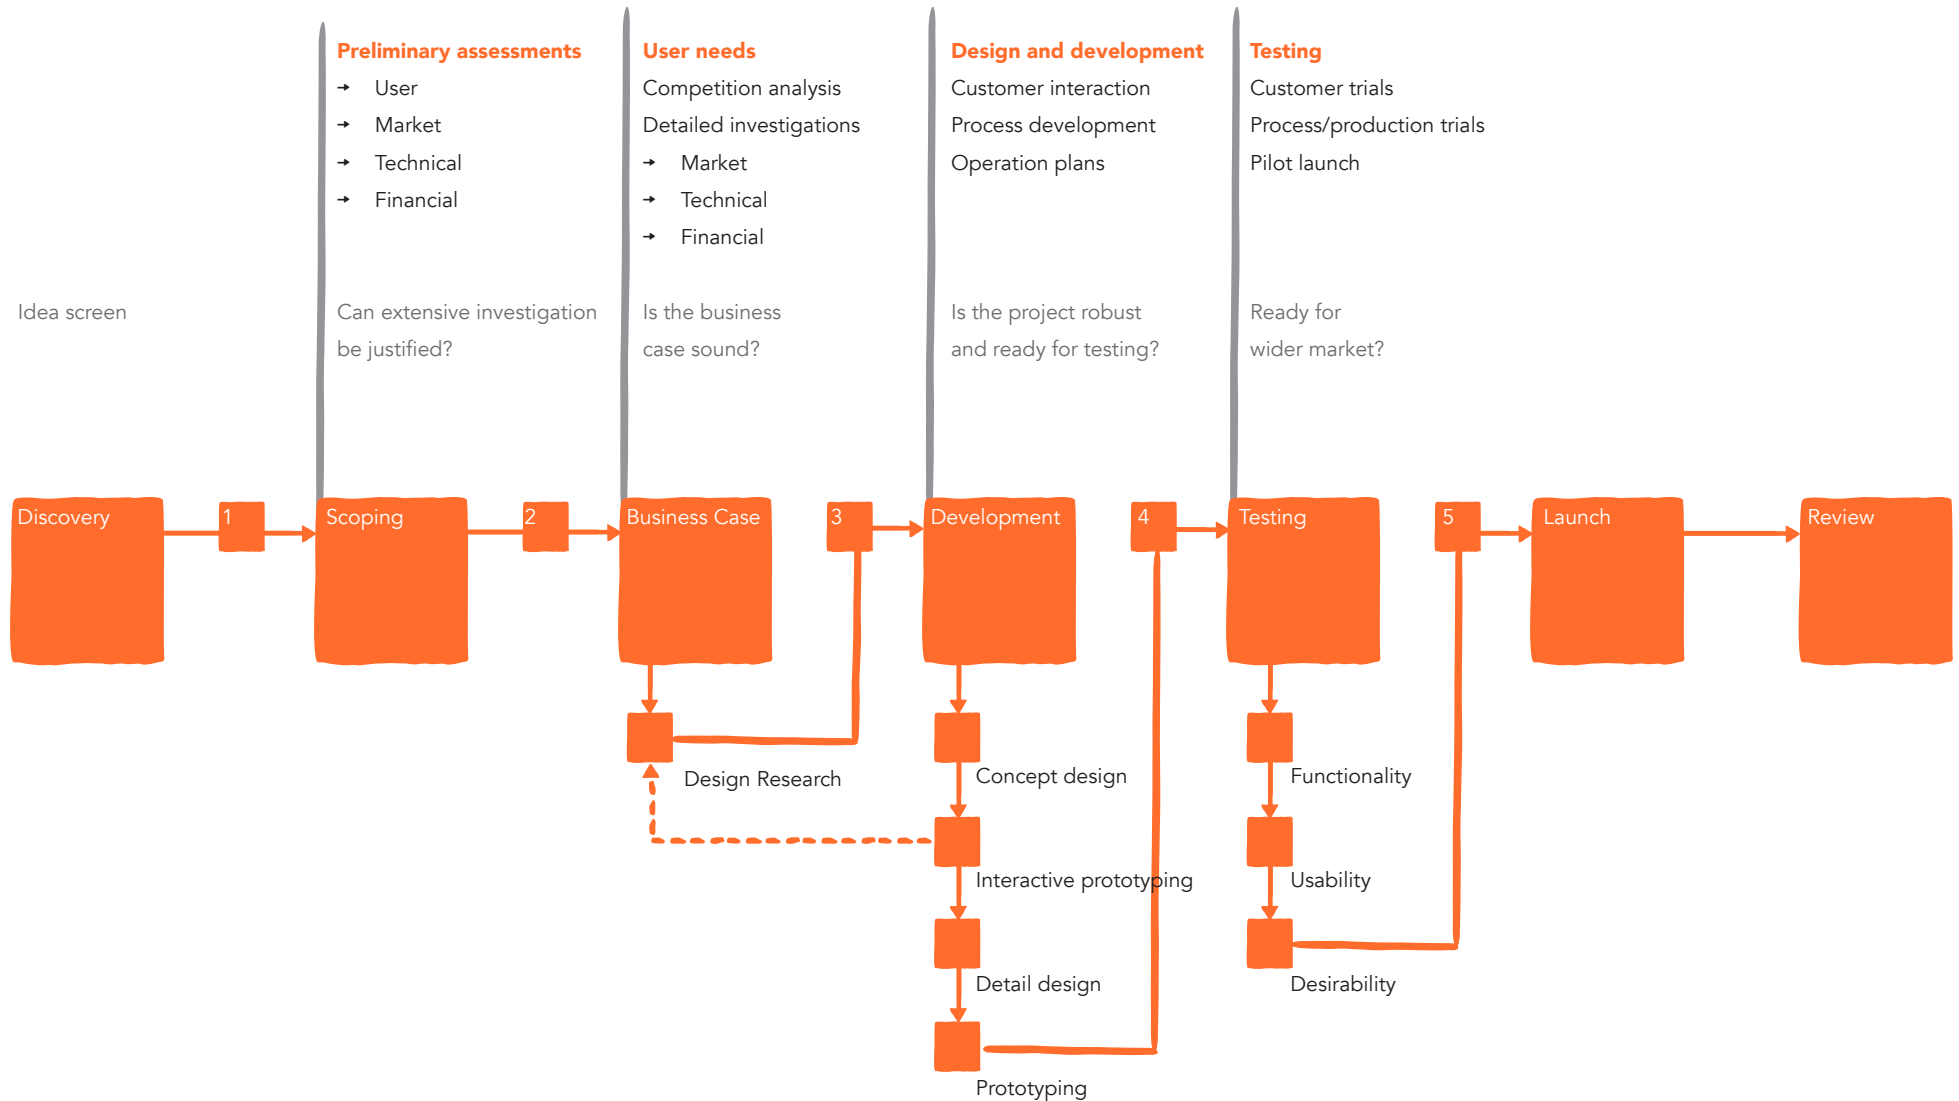 Preliminary assessments
→ User
→ Market
→ Technical
→ Financial
User needs
Competition analysis
Detailed investigations
→ Market
→ Technical
→ Financial
Design and development
Customer interaction
Process development
Operation plans
Testing
Customer trials
Process/production trials
Pilot launch
Idea screen
Can extensive investigation
be justified?
Is the business
case sound?
Is the project robust
and ready for testing?
Ready for
wider market?
Discovery
1
Scoping
2
Business Case
3
Development
4
Testing
5
Launch
Review
Design Research
Concept design
Interactive prototyping
Detail design
Prototyping
Functionality
Usability
Desirability